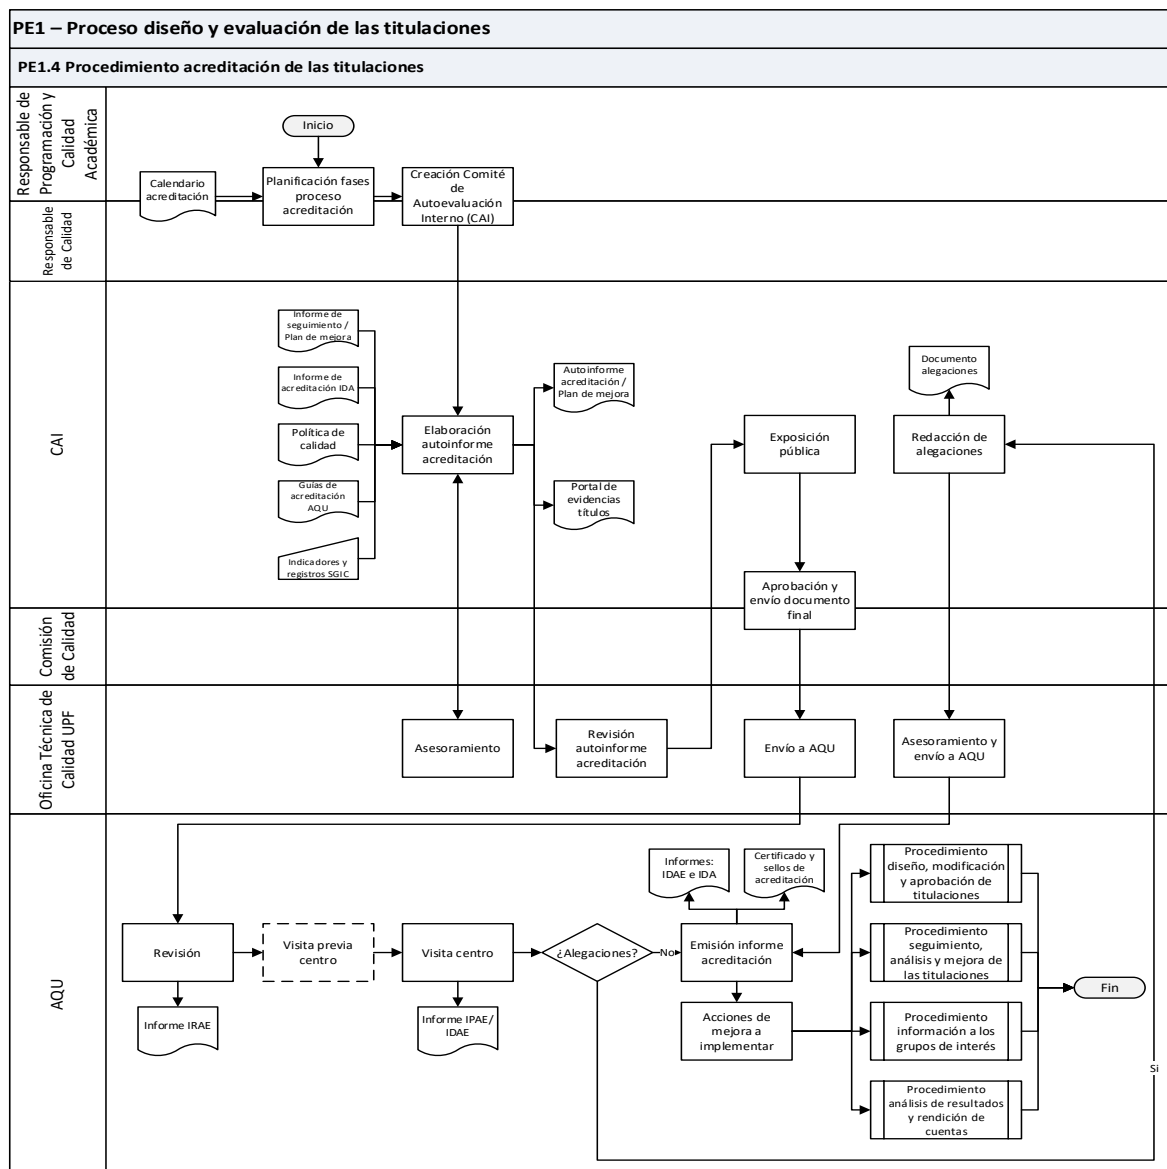 PE1 – Proceso diseño y evaluación de las titulaciones
PE1.4 Procedimiento acreditación de las titulaciones
Responsable de
Programación y
Calidad
Académica
Inicio
Calendario
acreditación
Planificación fases
proceso
acreditación
Creación Comité
de
Autoevaluación
Interno (CAI)
Responsable
de Calidad
CAI
Informe de
seguimiento /
Plan de mejora
Informe de
acreditación IDA
Política de
calidad
Guías de
acreditación
AQU
Indicadores y
registros SGIC
Elaboración
autoinforme
acreditación
Autoinforme
acreditación /
Plan de mejora
Portal de
evidencias
títulos
Exposición
pública
Documento
alegaciones
Redacción de
alegaciones
Aprobación y
envío documento
final
Comisión
de Calidad
Oficina Técnica de
Calidad UPF
Asesoramiento
Revisión
autoinforme
acreditación
Envío a AQU
Asesoramiento y
envío a AQU
AQU
Revisión
Informe IRAE
Visita previa
centro
Visita centro
Informe IPAE/
IDAE
¿Alegaciones?
No
Informes:
IDAE e IDA
Certificado y
sellos de
acreditación
Emisión informe
acreditación
Acciones de
mejora a
implementar
Procedimiento
diseño, modificación
y aprobación de
titulaciones
Procedimiento
seguimiento,
análisis y mejora
de las titulaciones
Procedimiento
información a los
grupos de interés
Procedimiento
análisis de resultados
y rendición de
cuentas
Fin
Si